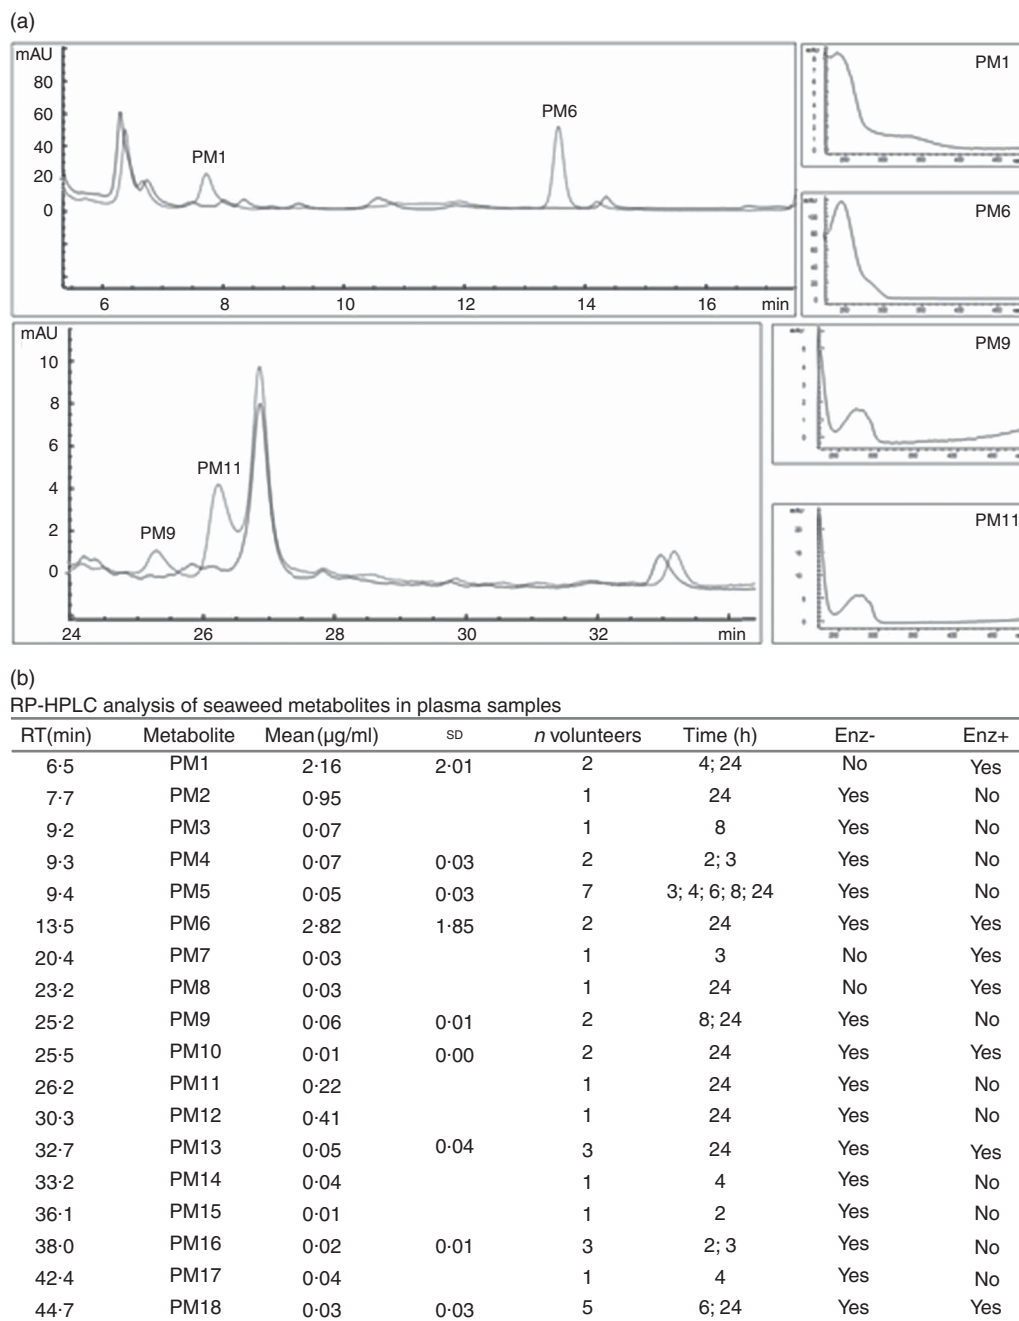 (a)
mAU
80
60
40
20
0
PM1
PM6
6 8 10 12 14 16 min
PM1
PM6
mAU
10
8
6
4
2
0
PM9
PM11
24 26 28 30 32 min
PM9
PM11
(b)
RP-HPLC analysis of seaweed metabolites in plasma samples
RT(min) Metabolite Mean (µg/ml) SD n volunteers Time (h) Enz- Enz+
6·5 PM1 2·16 2·01 2 4; 24 No Yes
7·7 PM2 0·95 1 24 Yes No
9·2 PM3 0·07 1 8 Yes No
9·3 PM4 0·07 0·03 2 2; 3 Yes No
9·4 PM5 0·05 0·03 7 3; 4; 6; 8; 24 Yes No
13·5 PM6 2·82 1·85 2 24 Yes Yes
20·4 PM7 0·03 1 3 No Yes
23·2 PM8 0·03 1 24 No Yes
25·2 PM9 0·06 0·01 2 8; 24 Yes No
25·5 PM10 0·01 0·00 2 24 Yes Yes
26·2 PM11 0·22 1 24 Yes No
30·3 PM12 0·41 1 24 Yes No
32·7 PM13 0·05 0·04 3 24 Yes Yes
33·2 PM14 0·04 1 4 Yes No
36·1 PM15 0·01 1 2 Yes No
38·0 PM16 0·02 0·01 3 2; 3 Yes No
42·4 PM17 0·04 1 4 Yes No
44·7 PM18 0·03 0·03 5 6; 24 Yes Yes